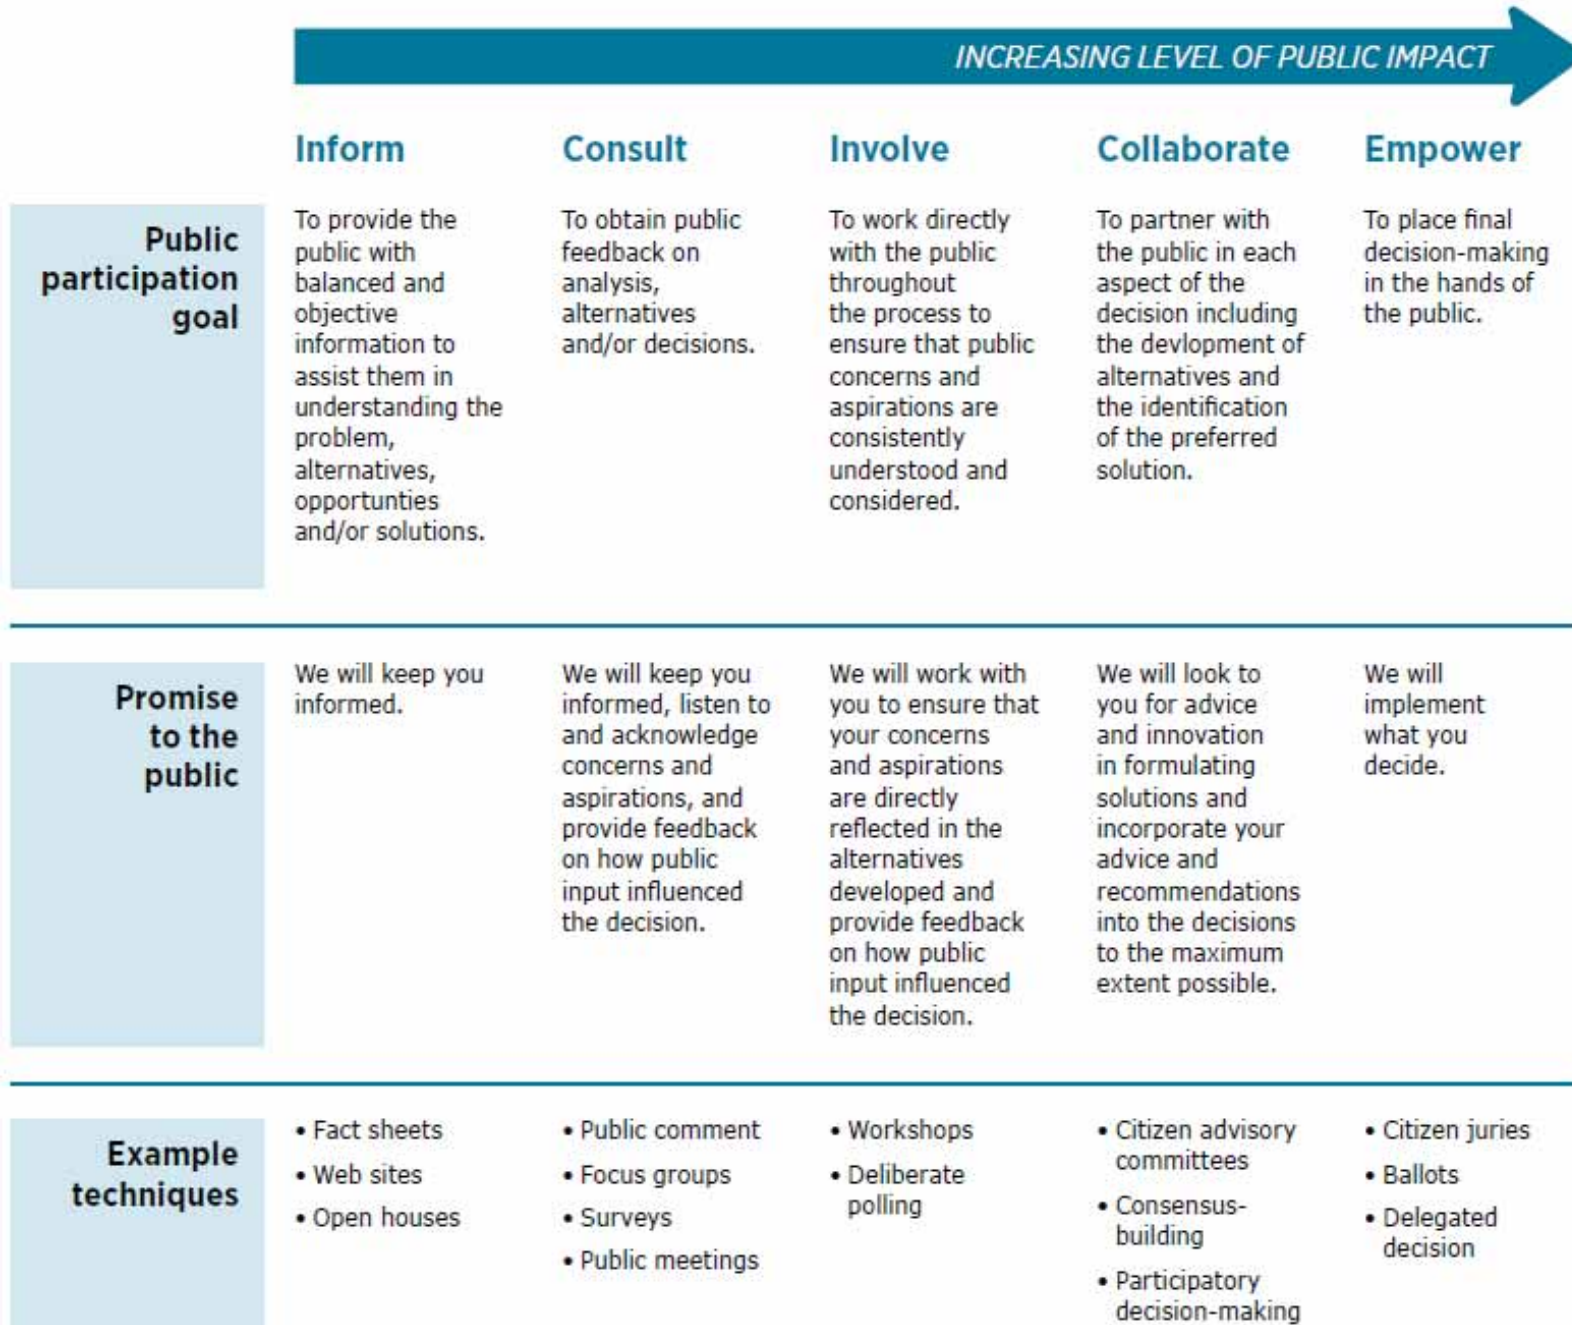 INCREASING LEVEL OF PUBLIC IMPACT
Inform
Consult
Involve
Collaborate
Empower
Public
participation
goal
To provide the
public with
balanced and
objective
information to
assist them in
understanding the
problem,
alternatives,
opportunties
and/or solutions.
To obtain public
feedback on
analysis,
alternatives
and/or decisions.
To work directly
with the public
throughout
the process to
ensure that public
concerns and
aspirations are
consistently
understood and
considered.
To partner with
the public in each
aspect of the
decision including
the devlopment of
alternatives and
the identification
of the preferred
solution.
To place final
decision-making
in the hands of
the public.
Promise
to the
public
We will keep you
informed.
We will keep you
informed, listen to
and acknowledge
concerns and
aspirations, and
provide feedback
on how public
input influenced
the decision.
We will work with
you to ensure that
your concerns
and aspirations
are directly
reflected in the
alternatives
developed and
provide feedback
on how public
input influenced
the decision.
We will look to
you for advice
and innovation
in formulating
solutions and
incorporate your
advice and
recommendations
into the decisions
to the maximum
extent possible.
We will
implement
what you
decide.
Example
techniques
• Fact sheets
• Web sites
• Open houses
• Public comment
• Focus groups
• Surveys
• Public meetings
• Workshops
• Deliberate
polling
• Citizen advisory
committees
• Consensus-
building
• Participatory
decision-making
• Citizen juries
• Ballots
• Delegated
decision